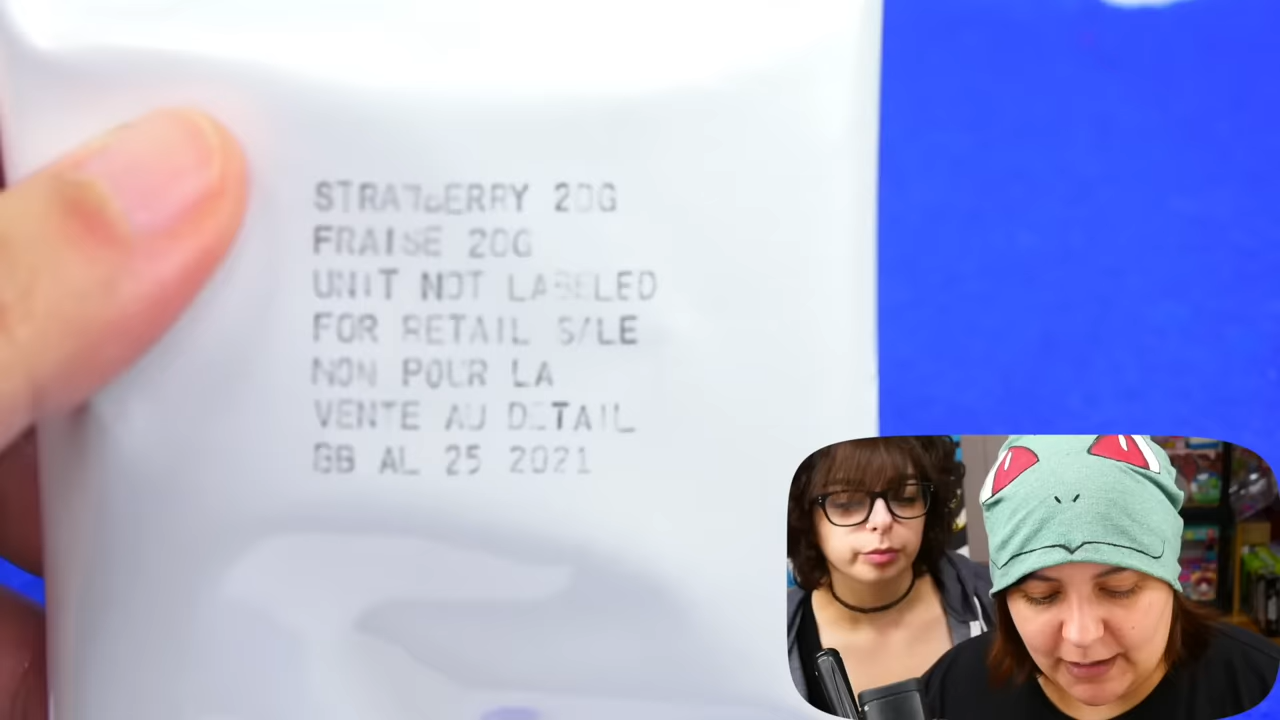 STRAWBERRY 20G
FRAISE 20G
UNIT NOT LABELED
FOR RETAIL SALE
NON POUR LA
VENTE AU DETAIL
GB AL 25 2021